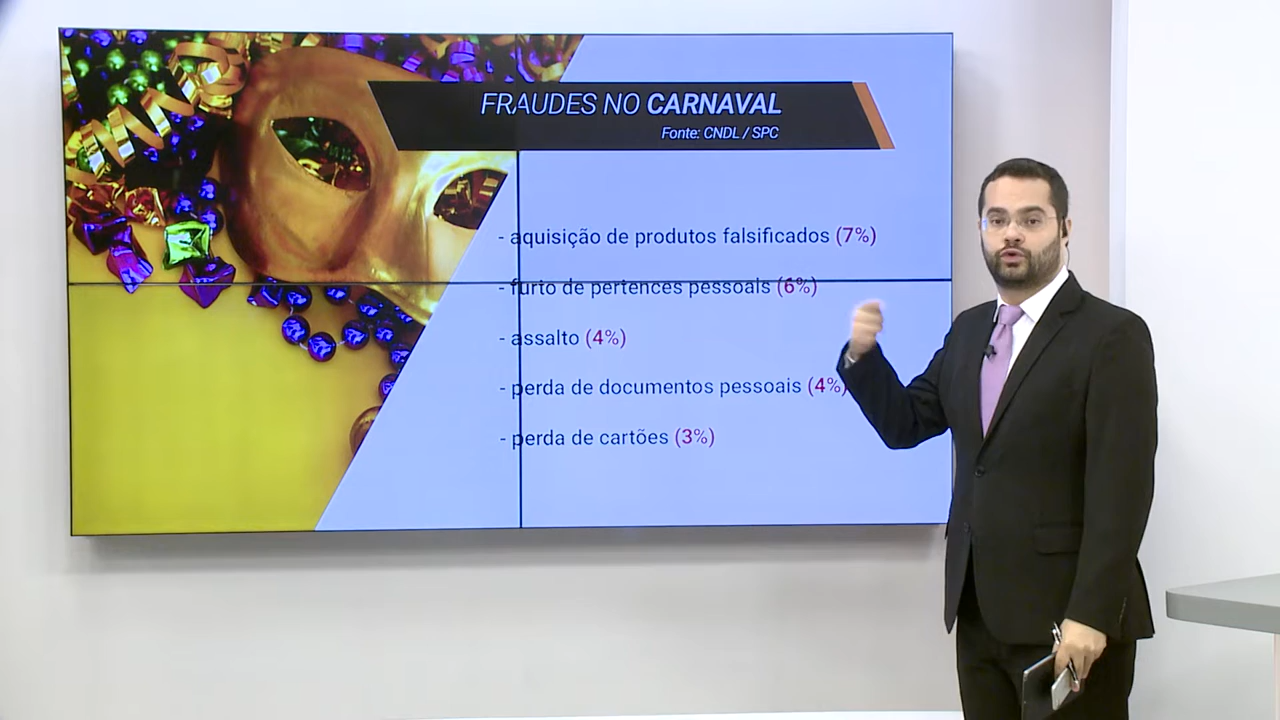 FRAUDES NO CARNAVAL
Fonte: CNDL / SPC
- aquisição de produtos falsificados (7%)
- furto de pertences pessoais (6%)
- assalto (4%)
- perda de documentos pessoais (4%)
- perda de cartões (3%)